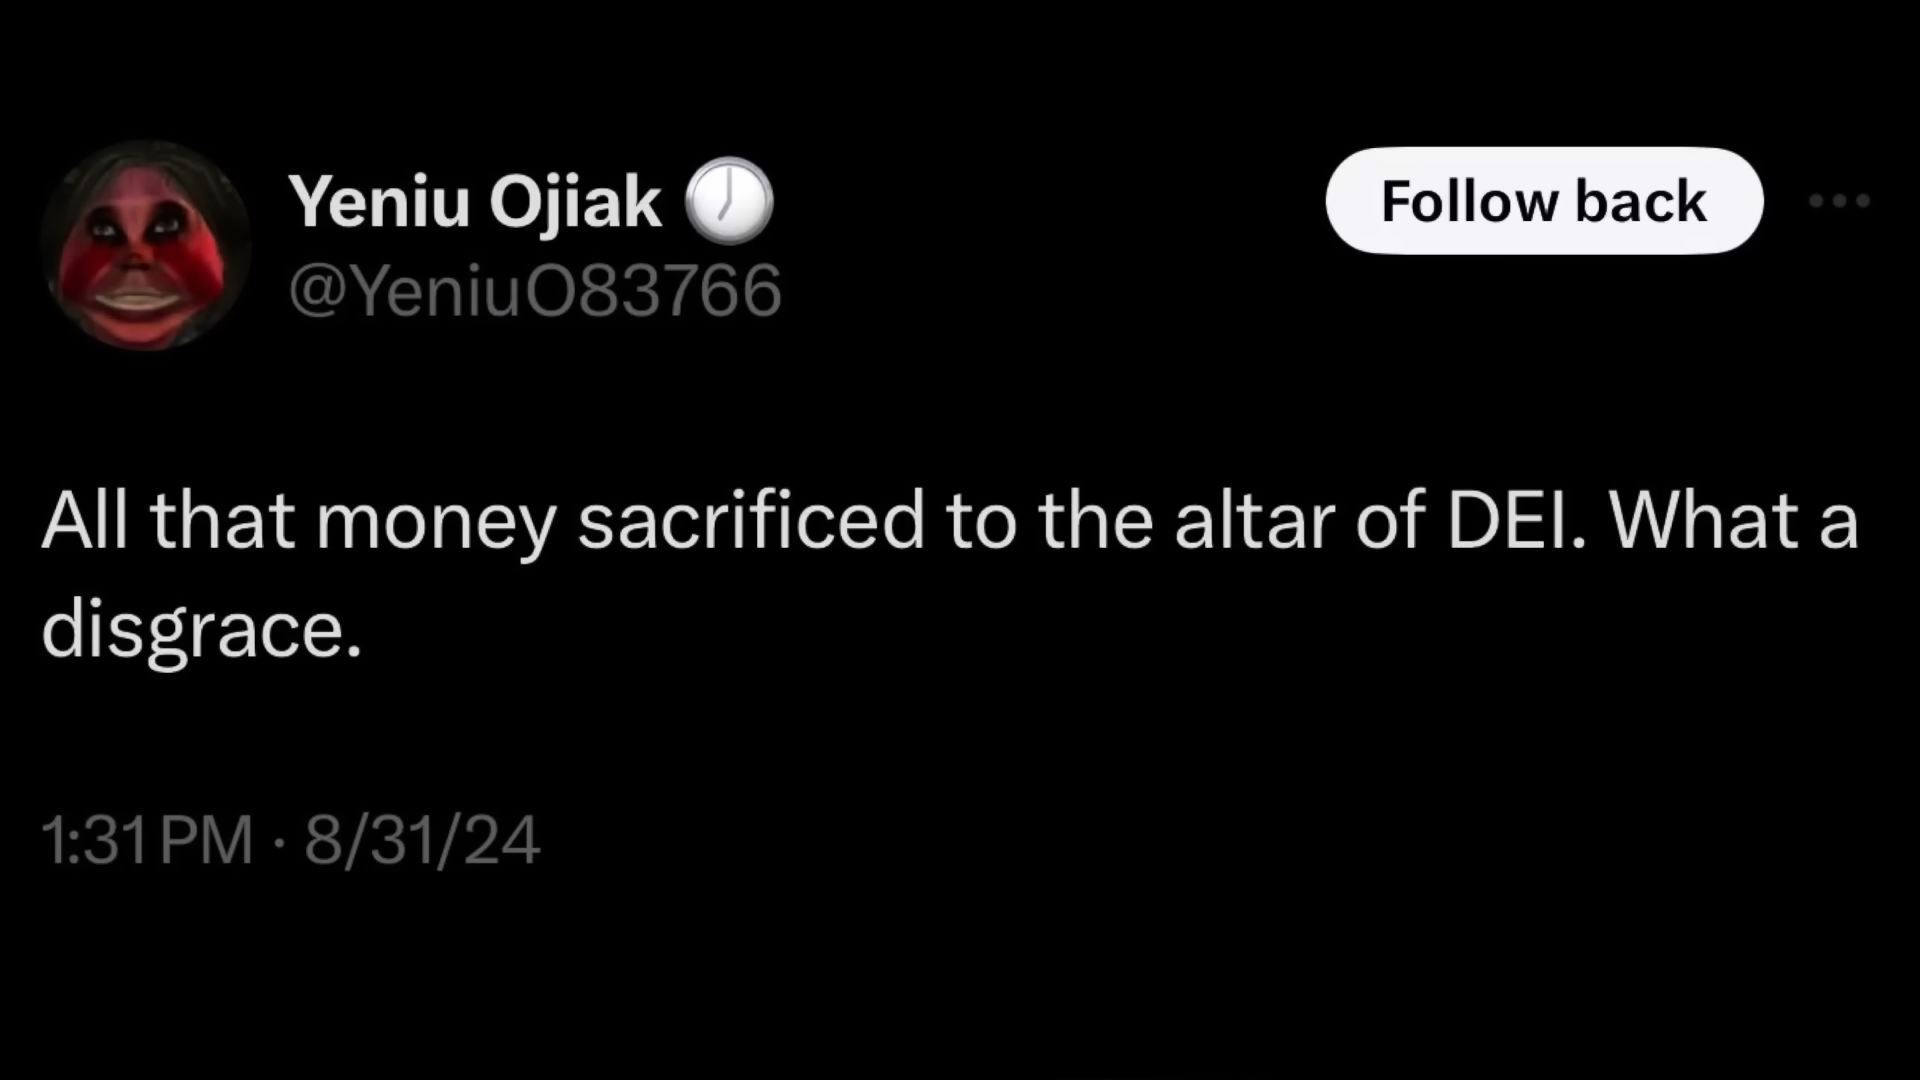 Yeniu Ojiak 🕖
Follow back
@YeniuO83766
All that money sacrificed to the altar of DEI. What a
disgrace.
1:31 PM · 8/31/24